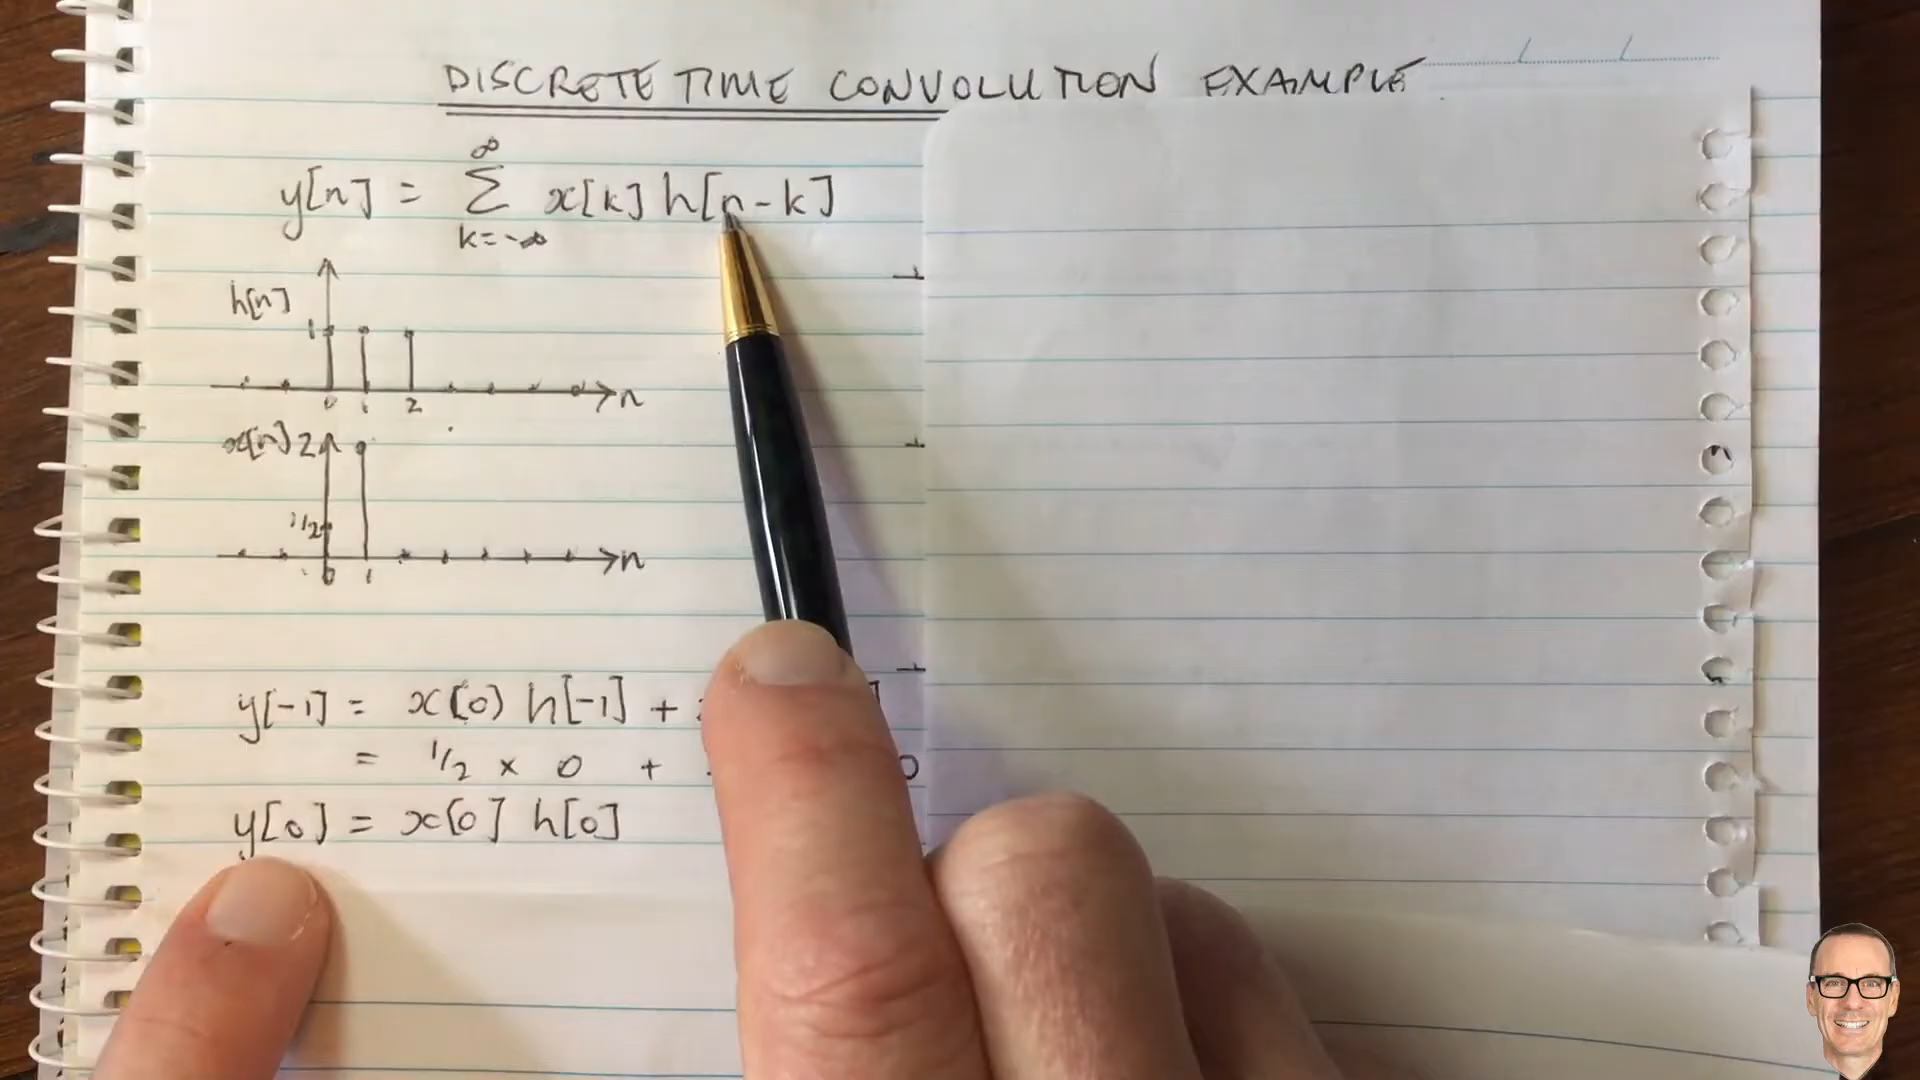 DISCRETE TIME CONVOLUTION EXAMPLE
∞
y[n] = Σ x[k] h[n-k]
k=-∞
h[n]
1
0 1 2 n
x[n] 2
1/2
0 1 n
y[-1] = x[0] h[-1] +
= 1/2 × 0 + 0
y[0] = x[0] h[0]